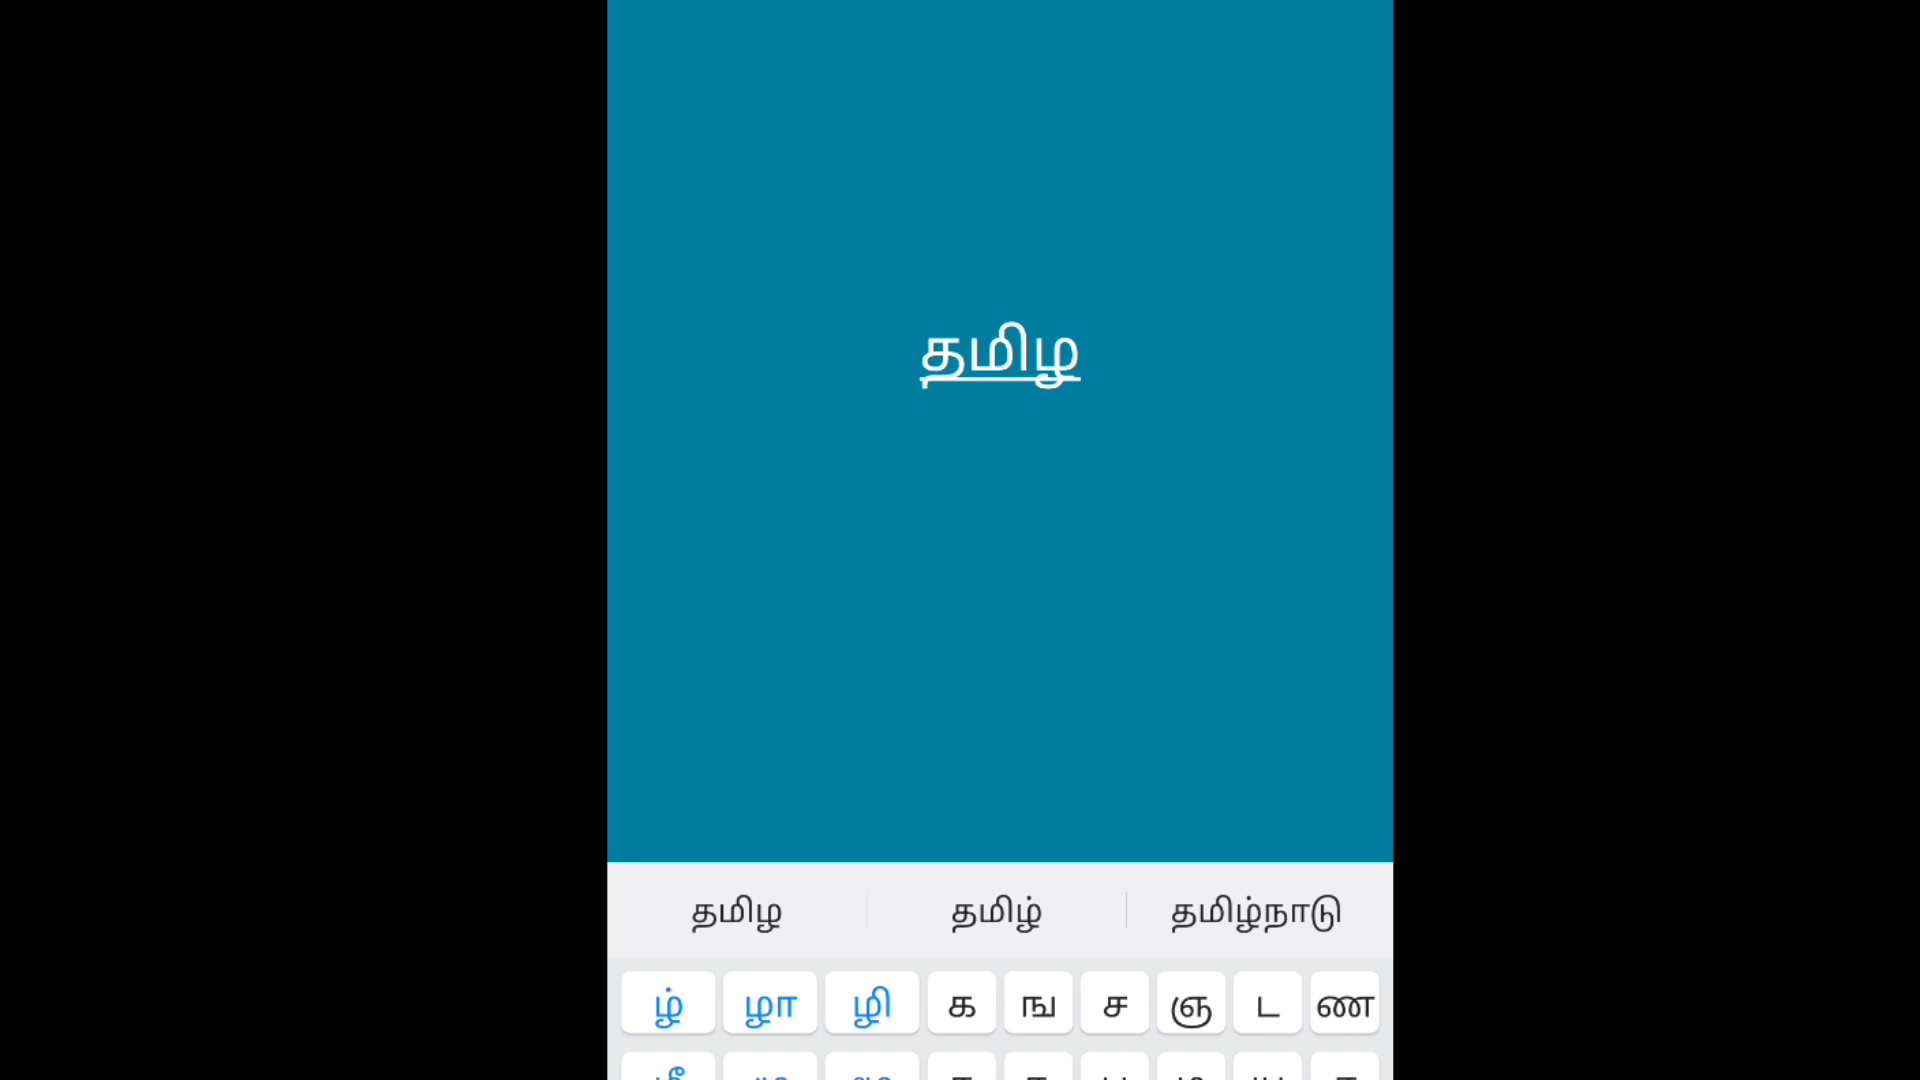 தமிழ
தமிழ தமிழ் தமிழ்நாடு
ழ் ழா ழி க ங ச ஞ ட ண